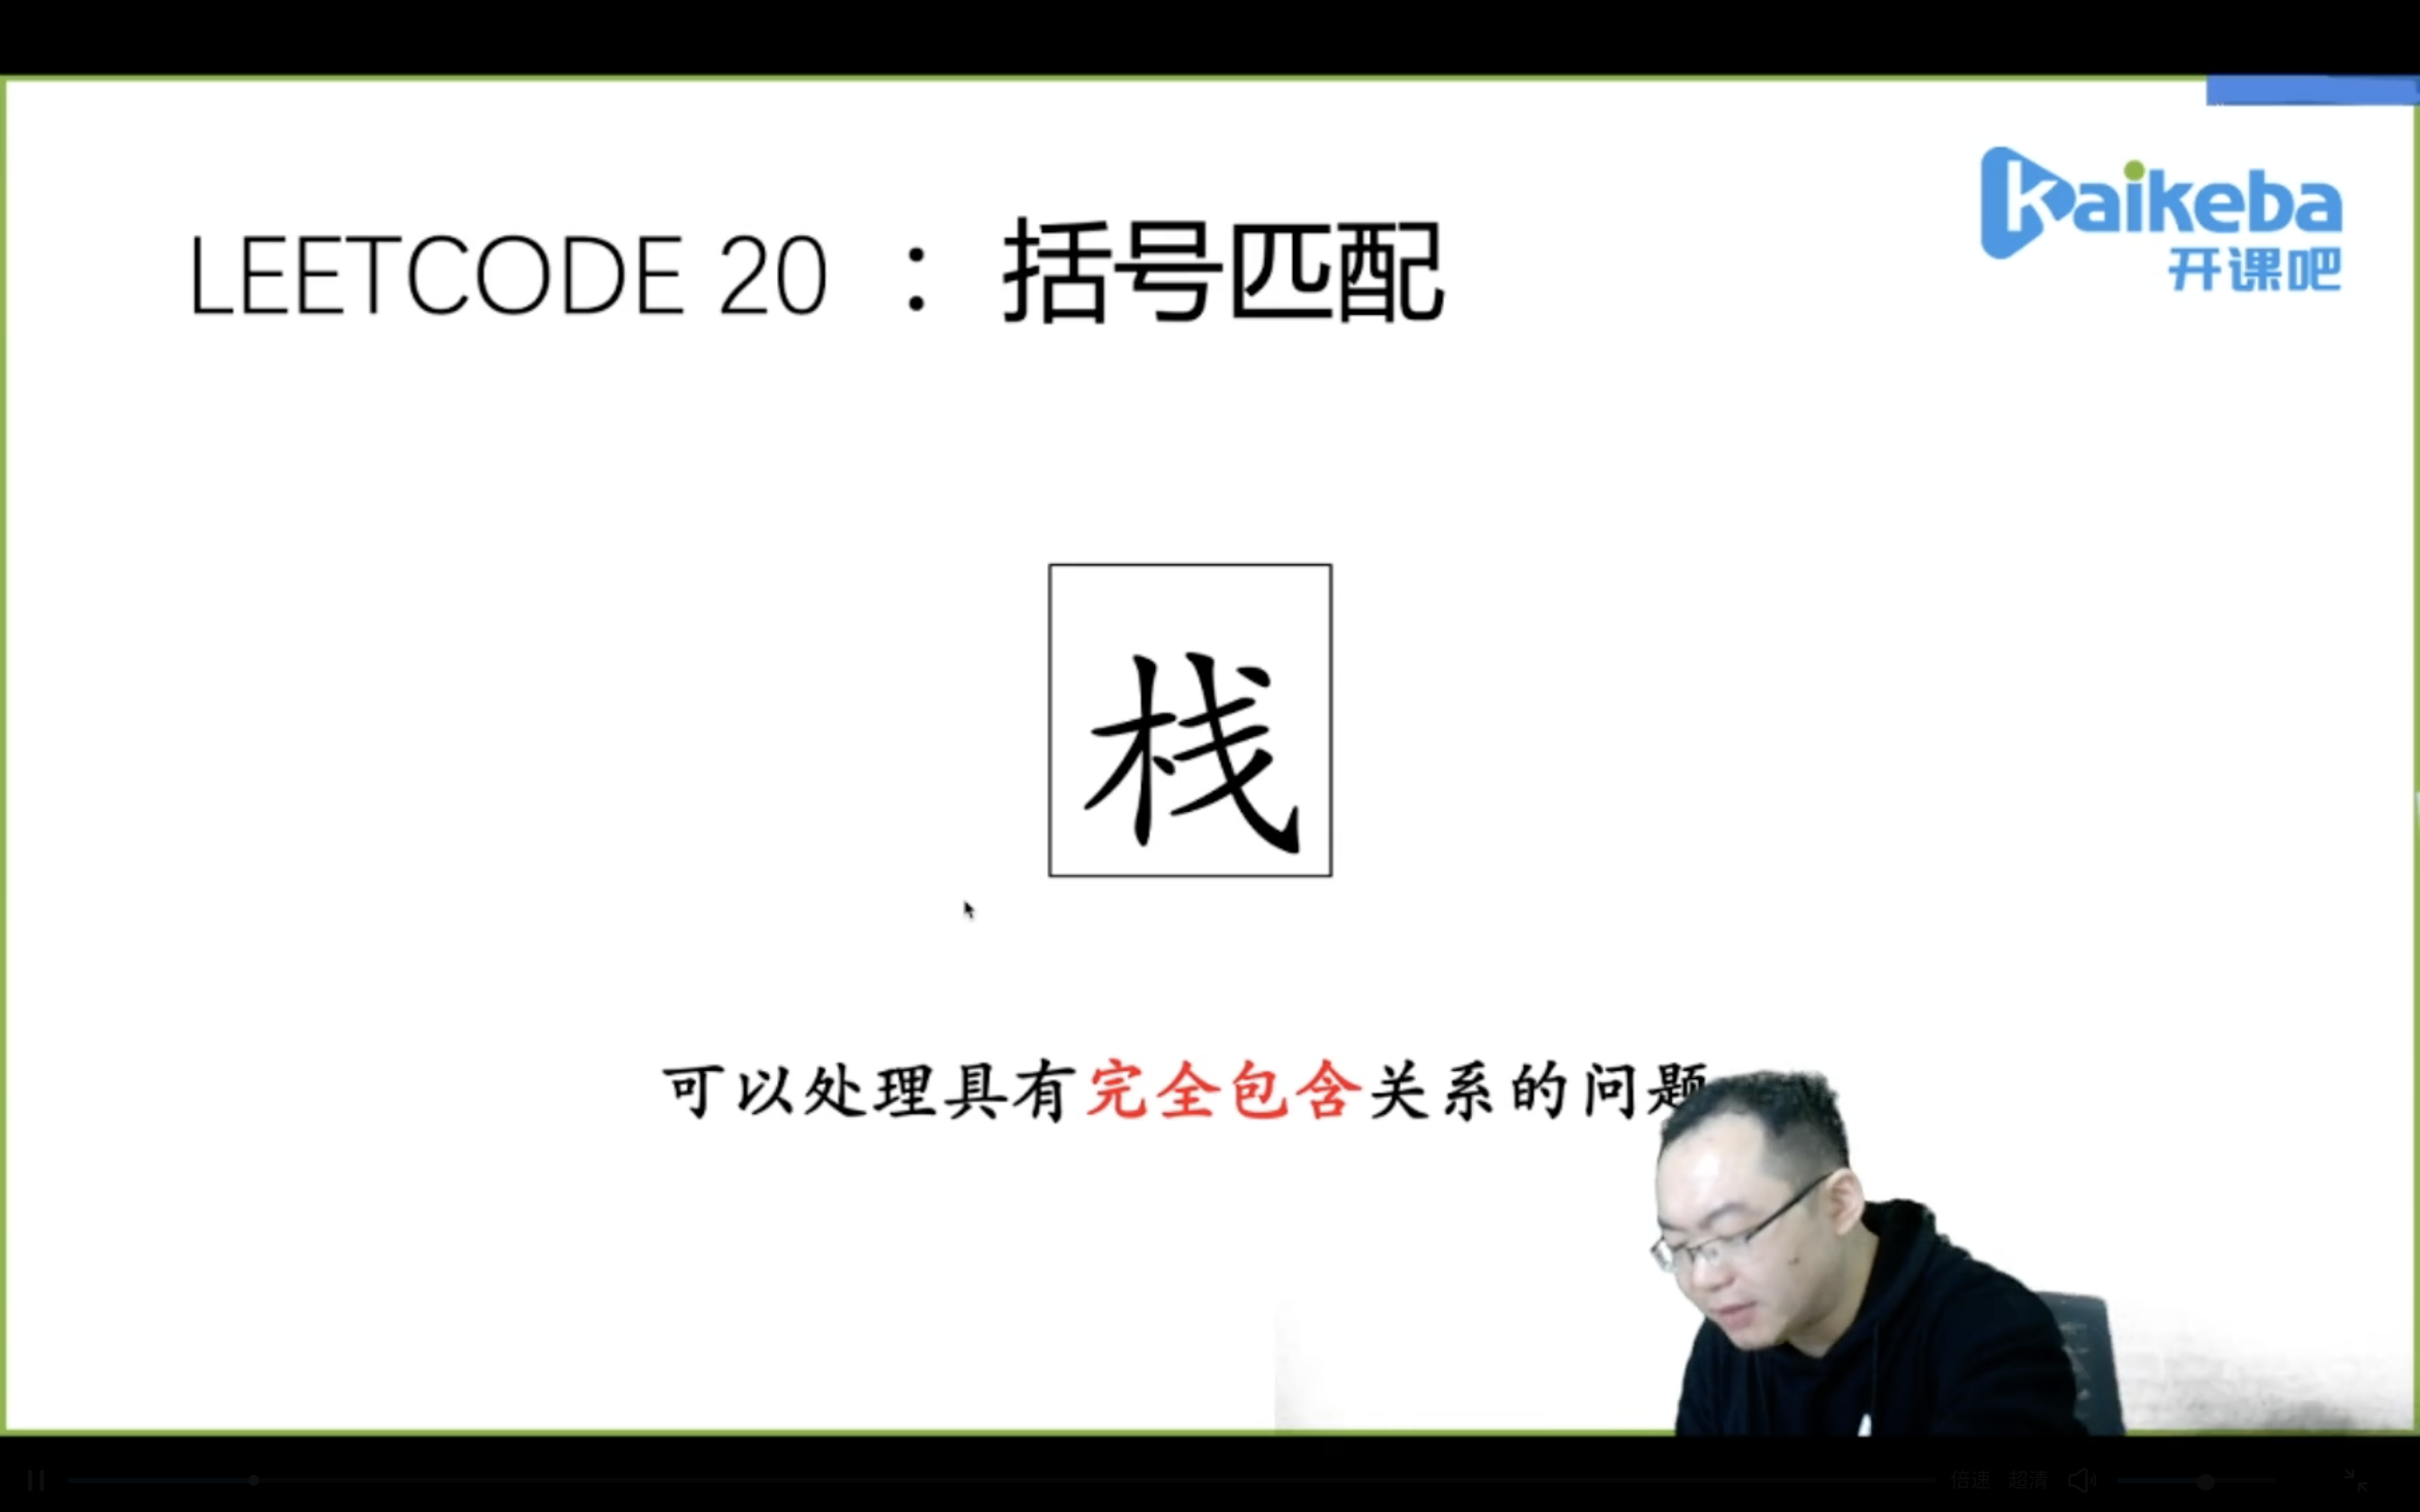 kaikeba
开课吧
LEETCODE 20 ： 括号匹配
栈
可以处理具有完全包含关系的问题
倍速 超清